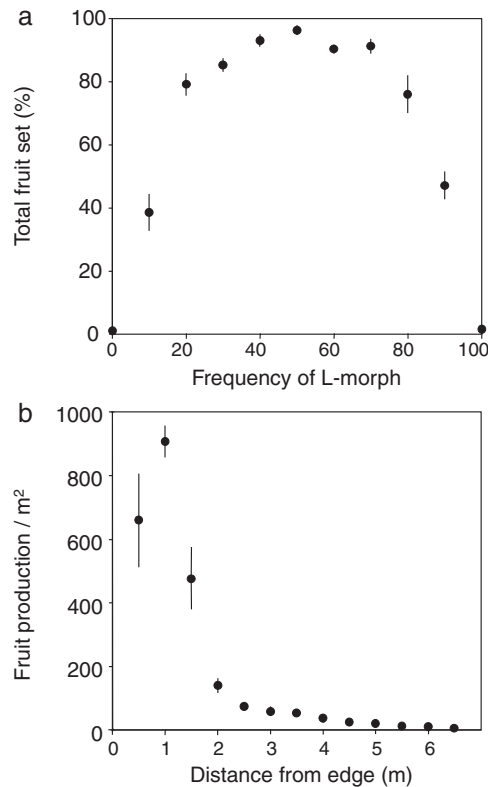 a
100
80
60
40
20
0
Total fruit set (%)
0 20 40 60 80 100
Frequency of L-morph
b
1000
800
600
400
200
0
Fruit production / m²
0 1 2 3 4 5 6
Distance from edge (m)